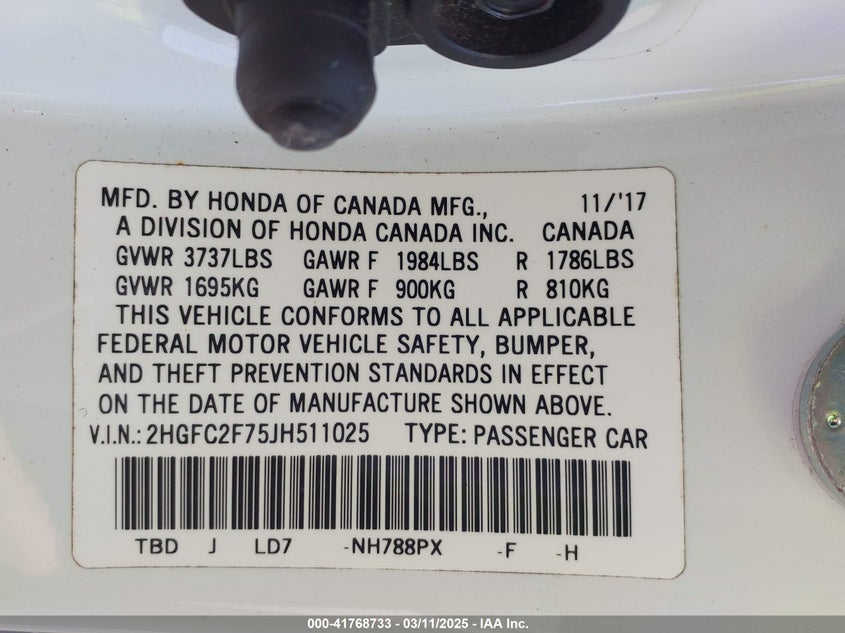 MFD. BY HONDA OF CANADA MFG., 11/'17
A DIVISION OF HONDA CANADA INC. CANADA
GVWR 3737LBS GAWR F 1984LBS R 1786LBS
GVWR 1695KG GAWR F 900KG R 810KG
THIS VEHICLE CONFORMS TO ALL APPLICABLE
FEDERAL MOTOR VEHICLE SAFETY, BUMPER,
AND THEFT PREVENTION STANDARDS IN EFFECT
ON THE DATE OF MANUFACTURE SHOWN ABOVE.
V.I.N.: 2HGFC2F75JH511025 TYPE: PASSENGER CAR
TBD J LD7 -NH788PX -F -H
000-41768733 - 03/11/2025 - IAA Inc.